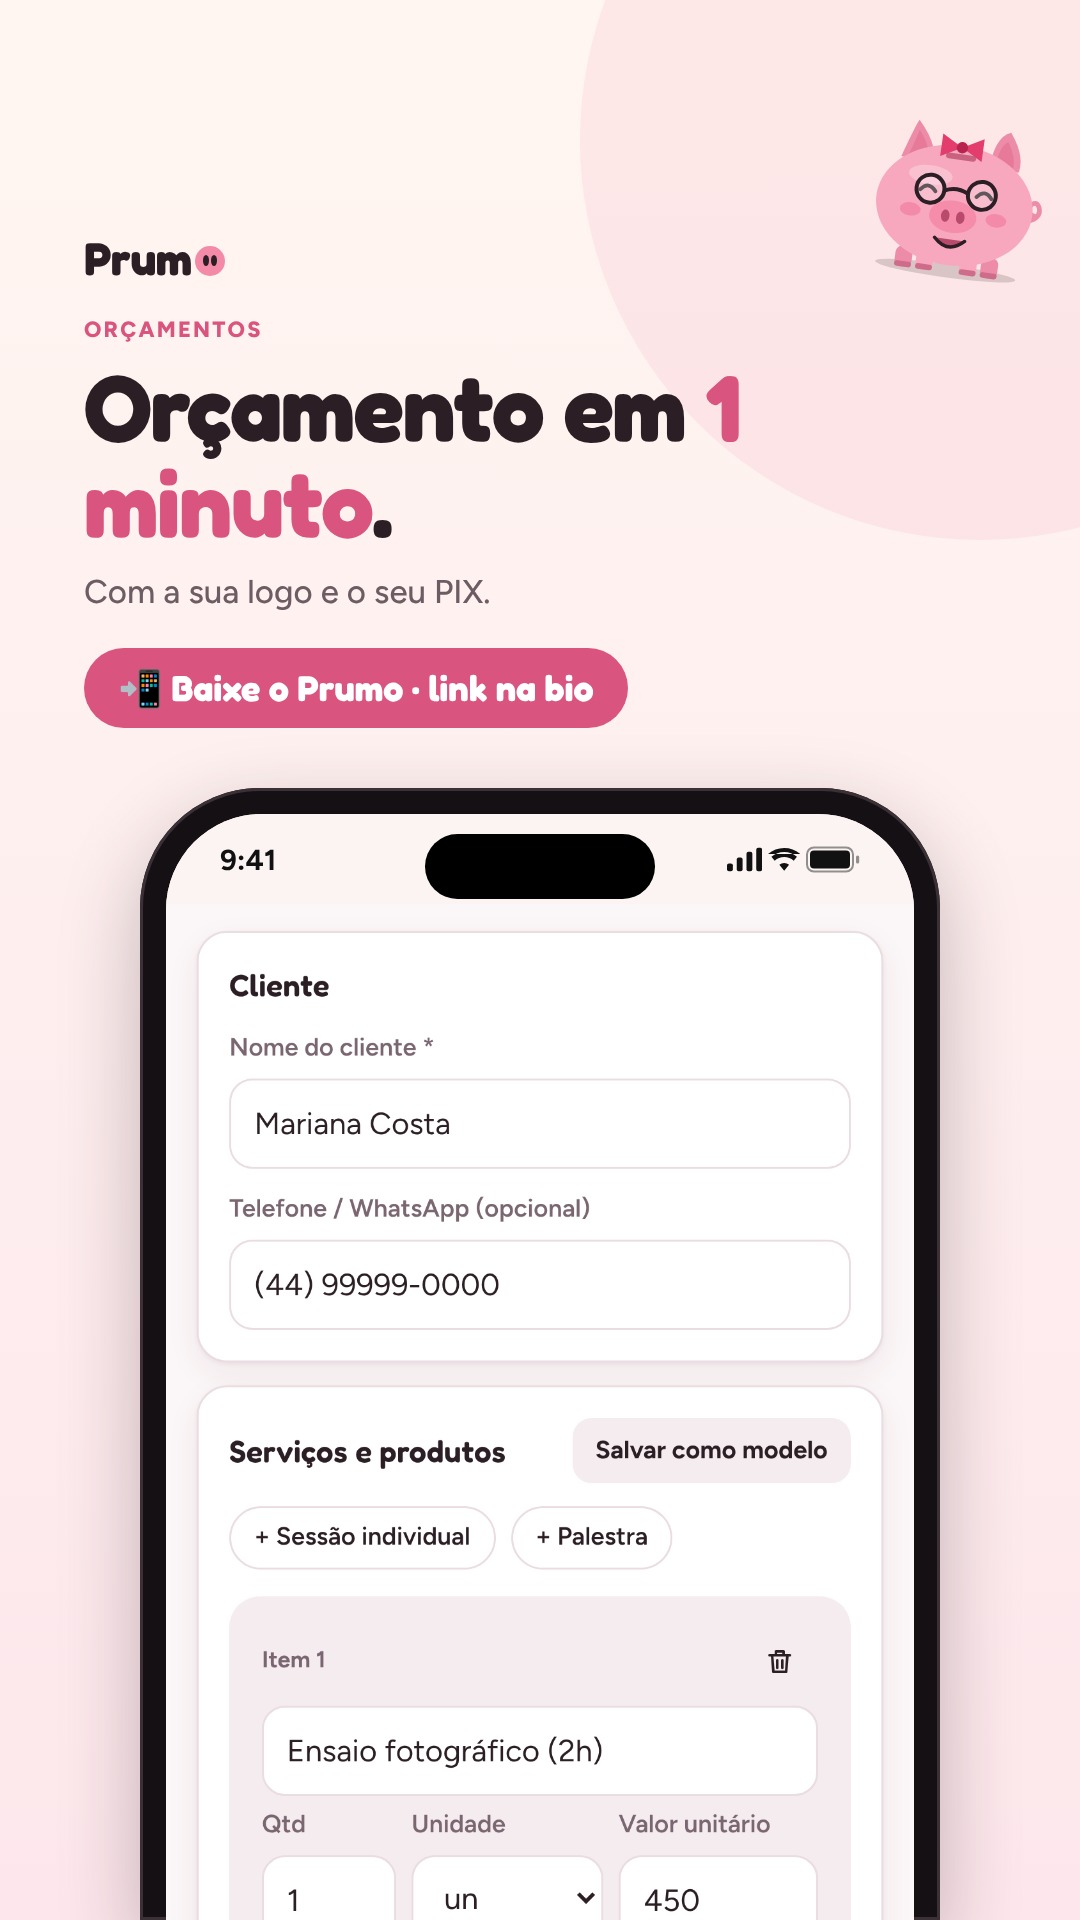 Prum
ORÇAMENTOS
Orçamento em 1
minuto.
Com a sua logo e o seu PIX.
Baixe o Prumo · link na bio
9:41
Cliente
Nome do cliente *
Mariana Costa
Telefone / WhatsApp (opcional)
(44) 99999-0000
Serviços e produtos
Salvar como modelo
+ Sessão individual
+ Palestra
Item 1
Ensaio fotográfico (2h)
Qtd Unidade Valor unitário
1 un 450